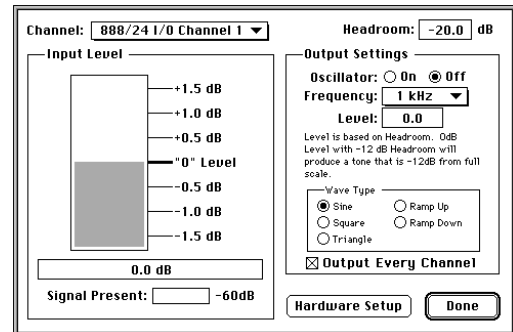 Channel: 888/24 I/O Channel 1
Headroom: -20.0 dB
Input Level
+1.5 dB
+1.0 dB
+0.5 dB
"0" Level
-0.5 dB
-1.0 dB
-1.5 dB
0.0 dB
Signal Present: -60dB
Output Settings
Oscillator: On Off
Frequency: 1 kHz
Level: 0.0
Level is based on Headroom. 0dB
Level with -12 dB Headroom will
produce a tone that is -12dB from full
scale.
Wave Type
Sine Ramp Up
Square Ramp Down
Triangle
Output Every Channel
Hardware Setup Done